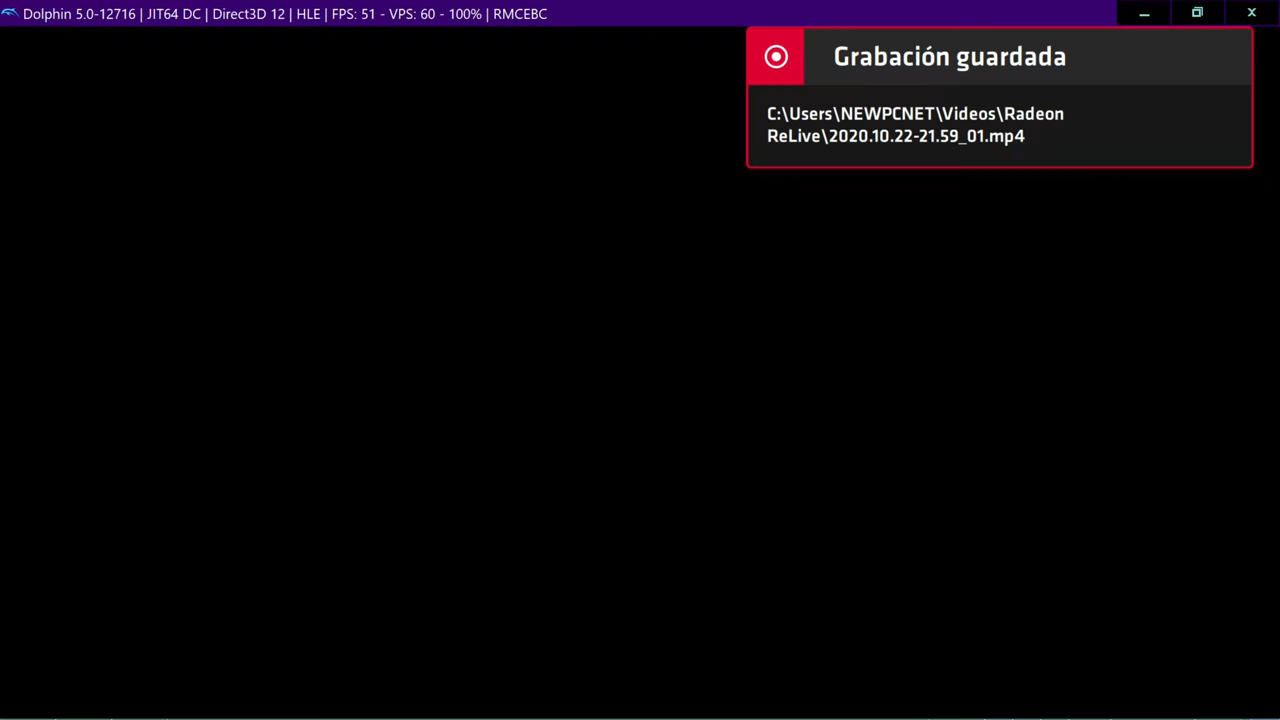 Dolphin 5.0-12716 | JIT64 DC | Direct3D 12 | HLE | FPS: 51 - VPS: 60 - 100% | RMCEBC
Grabación guardada
C:\Users\NEWPCNET\Videos\Radeon
ReLive\2020.10.22-21.59_01.mp4